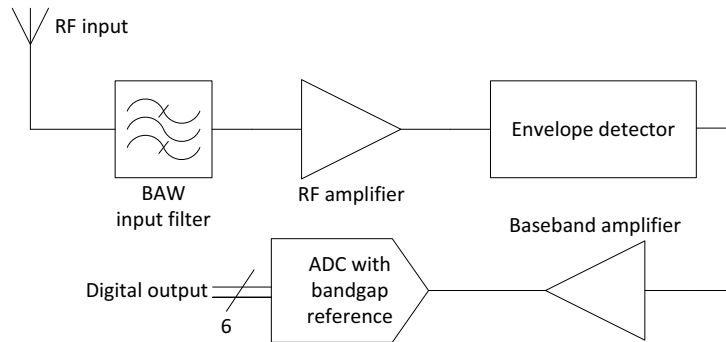 RF input
BAW
input filter
RF amplifier
Envelope detector
Baseband amplifier
ADC with
bandgap
reference
Digital output
6